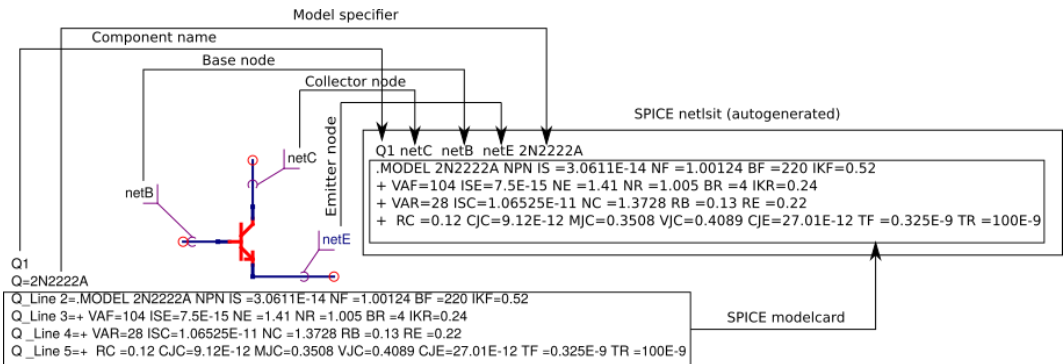 Model specifier
Component name
Base node
Collector node
Emitter node
SPICE netlsit (autogenerated)
Q1 netC netB netE 2N2222A
.MODEL 2N2222A NPN IS =3.0611E-14 NF =1.00124 BF =220 IKF=0.52
+ VAF=104 ISE=7.5E-15 NE =1.41 NR =1.005 BR =4 IKR=0.24
+ VAR=28 ISC=1.06525E-11 NC =1.3728 RB =0.13 RE =0.22
+ RC =0.12 CJC=9.12E-12 MJC=0.3508 VJC=0.4089 CJE=27.01E-12 TF =0.325E-9 TR =100E-9
netC
netB
netE
Q1
Q=2N2222A
Q_Line 2=.MODEL 2N2222A NPN IS =3.0611E-14 NF =1.00124 BF =220 IKF=0.52
Q_Line 3=+ VAF=104 ISE=7.5E-15 NE =1.41 NR =1.005 BR =4 IKR=0.24
Q_Line 4=+ VAR=28 ISC=1.06525E-11 NC =1.3728 RB =0.13 RE =0.22
Q_Line 5=+ RC =0.12 CJC=9.12E-12 MJC=0.3508 VJC=0.4089 CJE=27.01E-12 TF =0.325E-9 TR =100E-9
SPICE modelcard